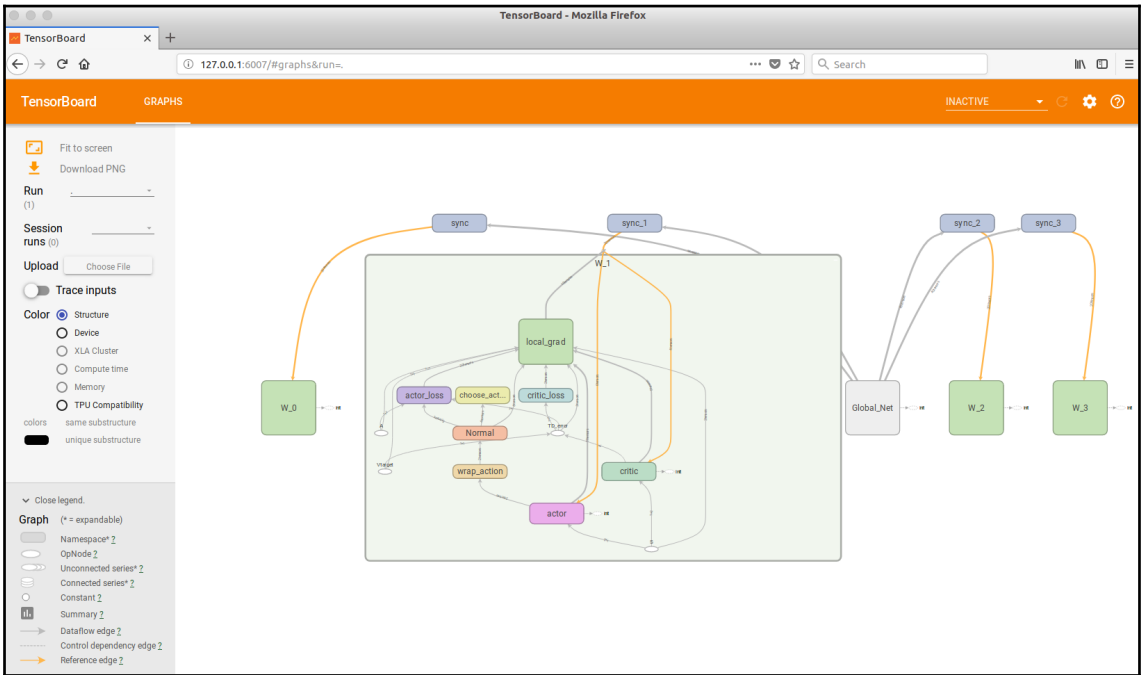 TensorBoard - Mozilla Firefox
TensorBoard × +
127.0.0.1:6007/#graphs&run=. Search
TensorBoard GRAPHS INACTIVE
Fit to screen
Download PNG
Run .
(1)
Session
runs (0)
Upload Choose File
Trace inputs
Color Structure
Device
XLA Cluster
Compute time
Memory
TPU Compatibility
colors same substructure
unique substructure
Close legend.
Graph (* = expandable)
Namespace* ?
OpNode ?
Unconnected series* ?
Connected series* ?
Constant ?
Summary ?
Dataflow edge ?
Control dependency edge ?
Reference edge ?
sync sync_1 sync_2 sync_3
W_1
local_grad
actor_loss choose_act... critic_loss
W_0 Global_Net W_2 W_3
A Normal TD_error
wrap_action critic
actor
S